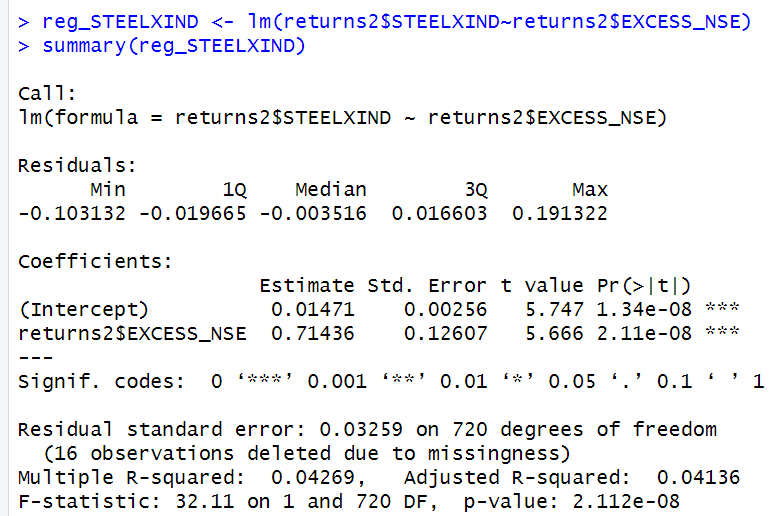 > reg_STEELXIND <- lm(returns2$STEELXIND~returns2$EXCESS_NSE)
> summary(reg_STEELXIND)

Call:
lm(formula = returns2$STEELXIND ~ returns2$EXCESS_NSE)

Residuals:
      Min        1Q    Median        3Q       Max
-0.103132 -0.019665 -0.003516  0.016603  0.191322

Coefficients:
                    Estimate Std. Error t value Pr(>|t|)
(Intercept)          0.01471    0.00256   5.747 1.34e-08 ***
returns2$EXCESS_NSE  0.71436    0.12607   5.666 2.11e-08 ***
---
Signif. codes:  0 ‘***’ 0.001 ‘**’ 0.01 ‘*’ 0.05 ‘.’ 0.1 ‘ ’ 1

Residual standard error: 0.03259 on 720 degrees of freedom
  (16 observations deleted due to missingness)
Multiple R-squared:  0.04269,	Adjusted R-squared:  0.04136
F-statistic: 32.11 on 1 and 720 DF,  p-value: 2.112e-08